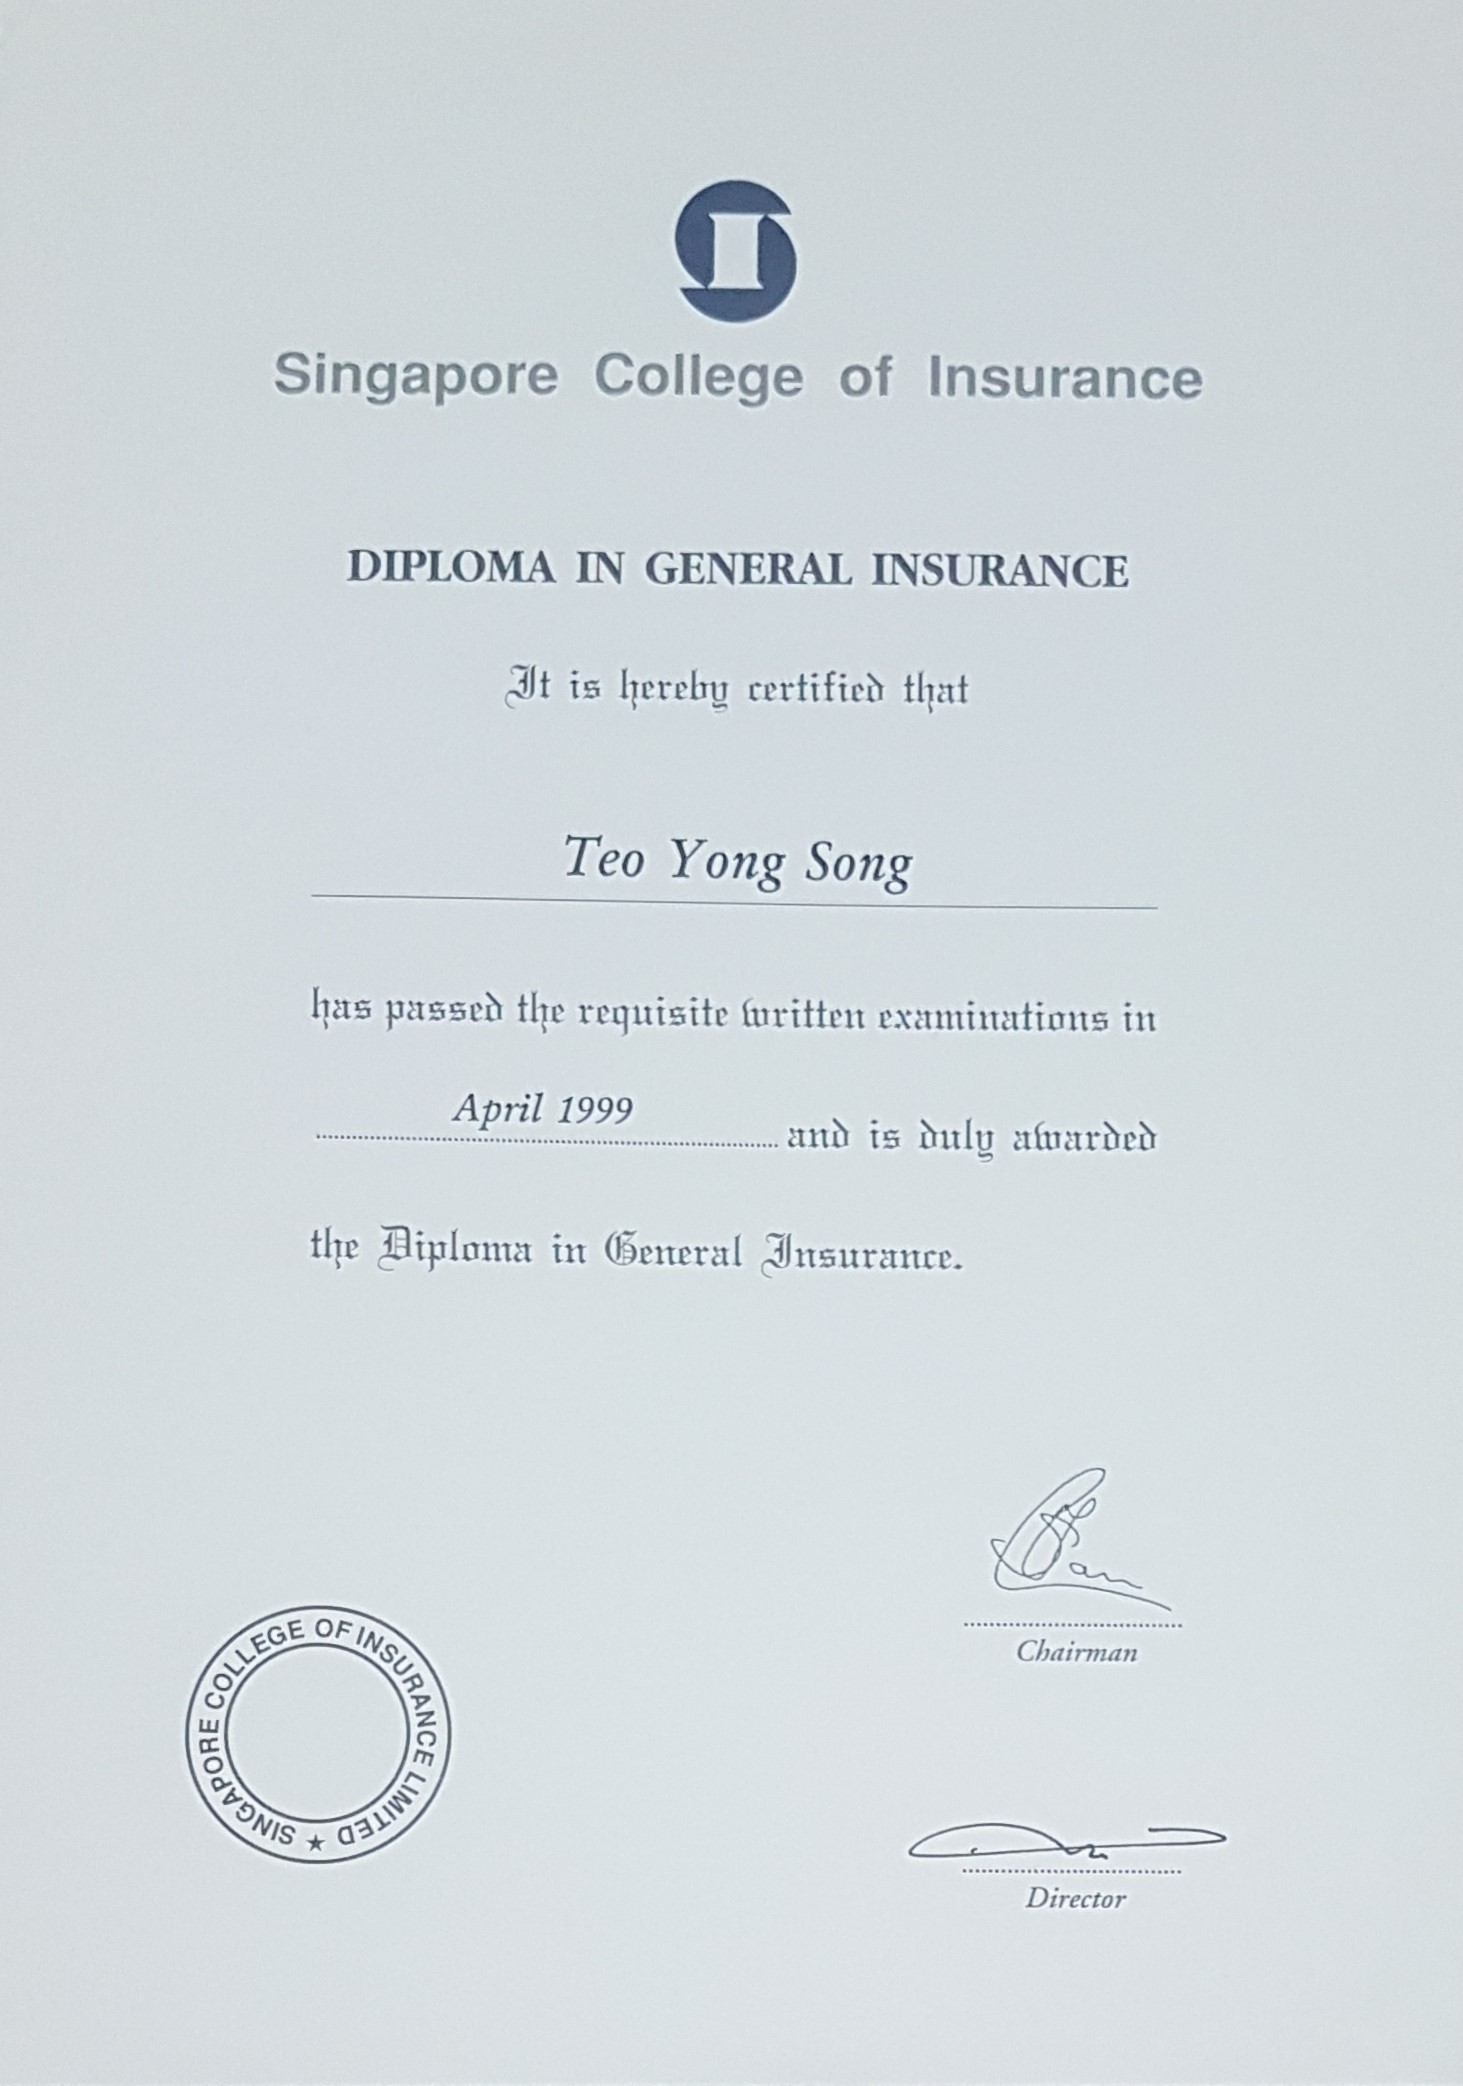 Singapore College of Insurance
DIPLOMA IN GENERAL INSURANCE
It is hereby certified that
Teo Yong Song
has passed the requisite written examinations in
April 1999 and is duly awarded
the Diploma in General Insurance.
Chairman
SINGAPORE COLLEGE OF INSURANCE LIMITED ★
Director